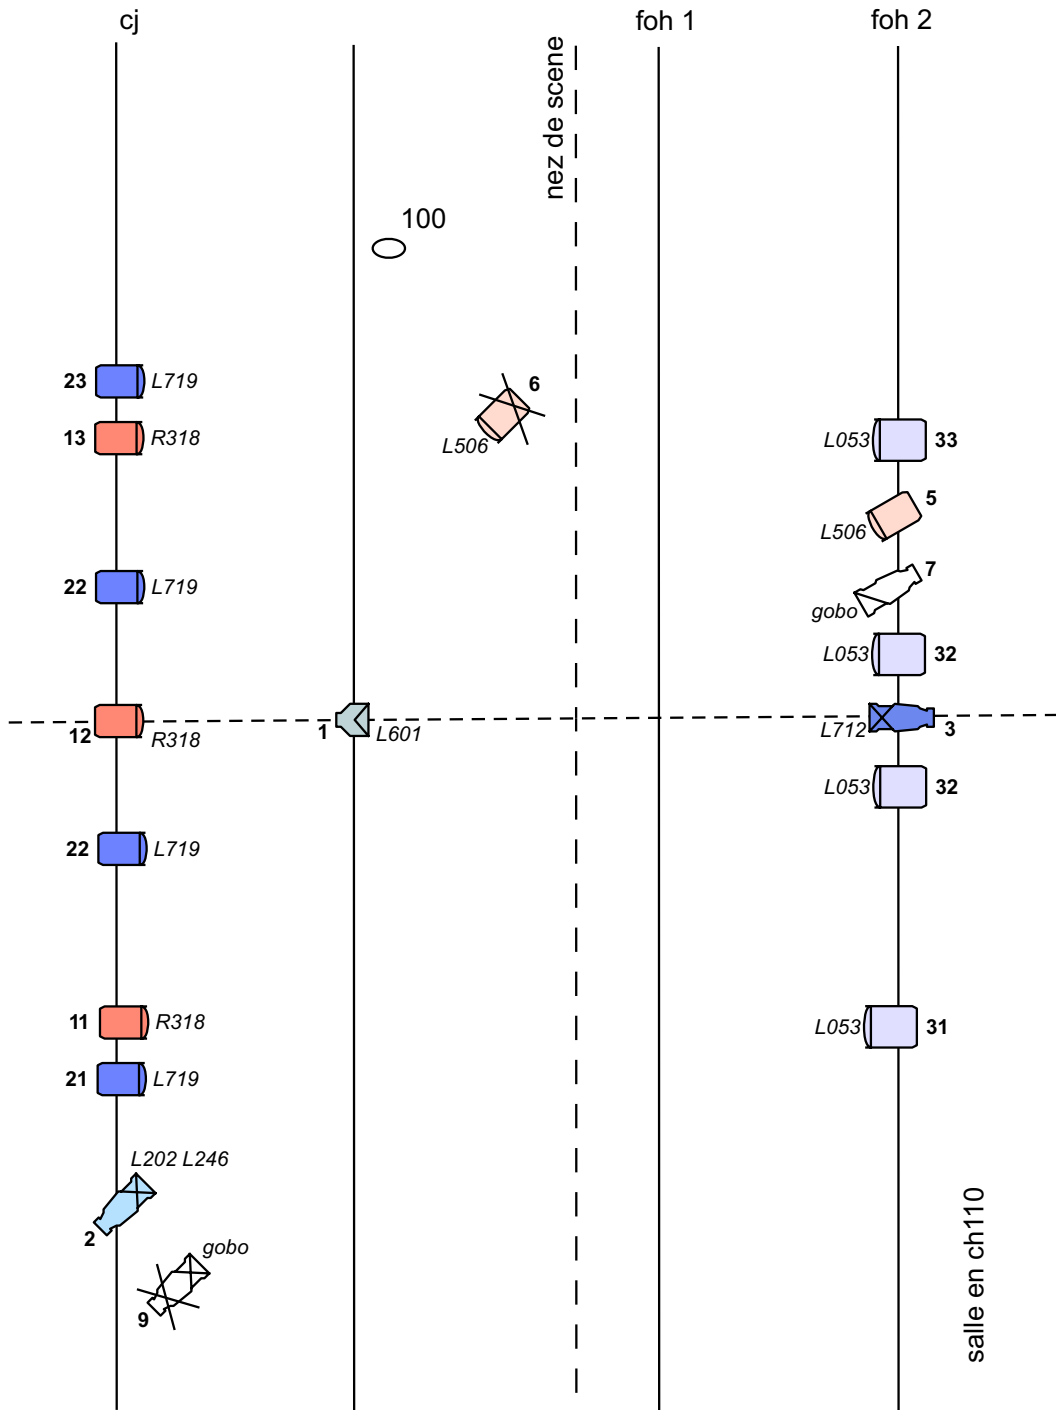 cj
foh 1
foh 2
nez de scene
100
23 L719
6
13 R318
L506
L053 33
5
L506
22 L719
7
gobo
L053 32
12 R318
1 L601
L712 3
L053 32
22 L719
11 R318
L053 31
21 L719
L202 L246
2
gobo
9
salle en ch110